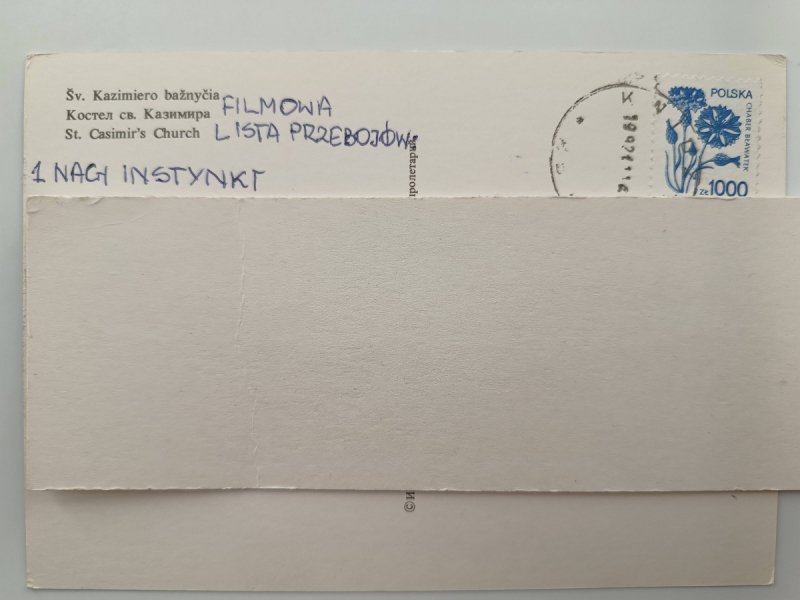 Šv. Kazimiero bažnyčia
Костел св. Казимира
St. Casimir's Church
FILMOWA
LISTA PRZEBOJÓW:
1 NAGI INSTYNKT
POLSKA
CHABER BŁAWATEK
ZŁ 1000
И ©